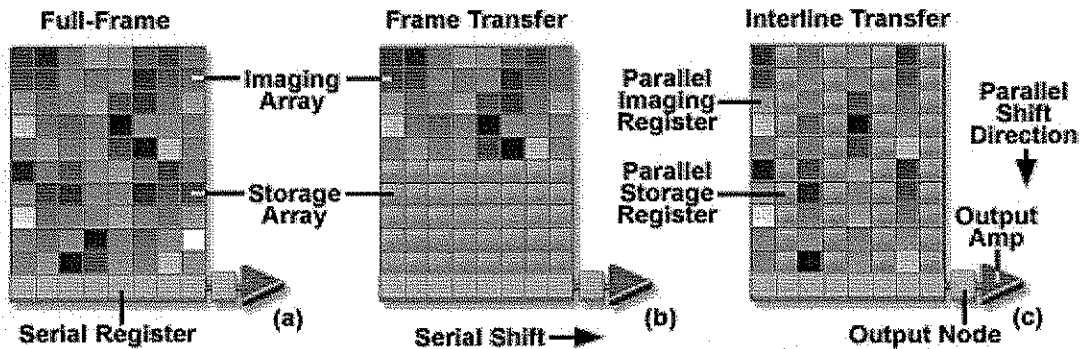 Full-Frame
Frame Transfer
Interline Transfer
Imaging
Array
Storage
Array
Parallel
Imaging
Register
Parallel
Storage
Register
Parallel
Shift
Direction
Output
Amp
Serial Register
(a)
Serial Shift
(b)
Output Node
(c)